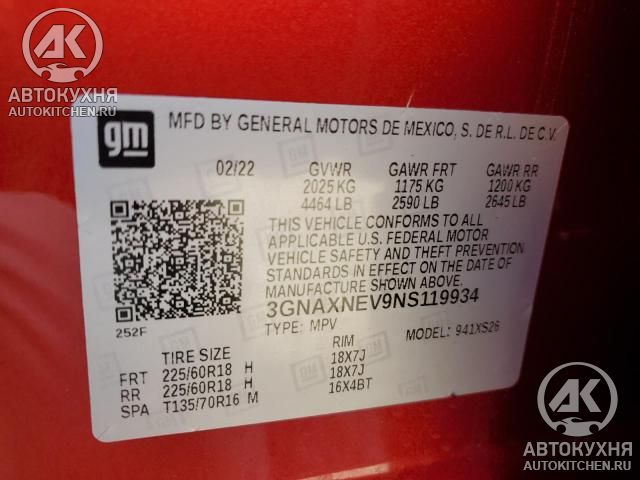 АК
АВТОКУХНЯ
AUTOKITCHEN.RU
gm
MFD BY GENERAL MOTORS DE MEXICO, S. DE R.L. DE C.V.
02/22 GVWR GAWR FRT GAWR RR
2025 KG 1175 KG 1200 KG
4464 LB 2590 LB 2645 LB
THIS VEHICLE CONFORMS TO ALL
APPLICABLE U.S. FEDERAL MOTOR
VEHICLE SAFETY AND THEFT PREVENTION
STANDARDS IN EFFECT ON THE DATE OF
MANUFACTURE SHOWN ABOVE.
3GNAXNEV9NS119934
252F
TYPE: MPV MODEL: 941XS26
TIRE SIZE RIM
FRT 225/60R18 H 18X7J
RR 225/60R18 H 18X7J
SPA T135/70R16 M 16X4BT
АК
АВТОКУХНЯ
AUTOKITCHEN.RU